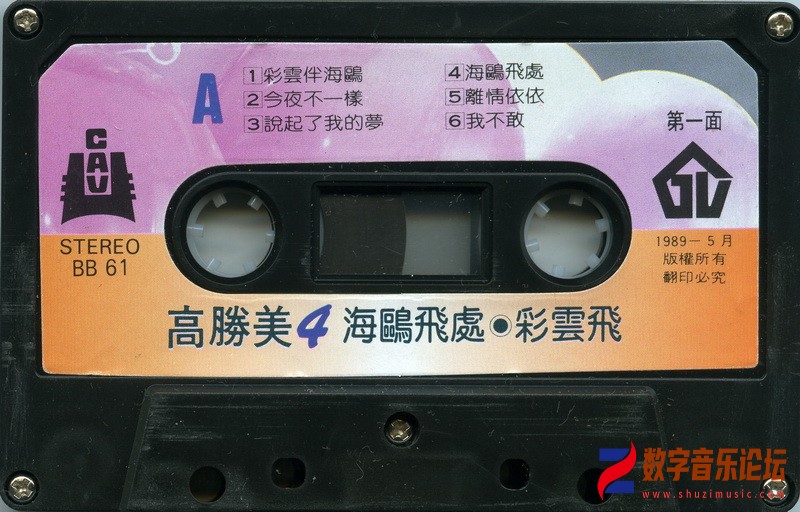 A
1 彩雲伴海鷗
2 今夜不一樣
3 說起了我的夢
4 海鷗飛處
5 離情依依
6 我不敢
第一面
CAV
STEREO
BB 61
1989－5月
版權所有
翻印必究
高勝美4 海鷗飛處◉彩雲飛
数字音乐论坛
www.shuzimusic.com